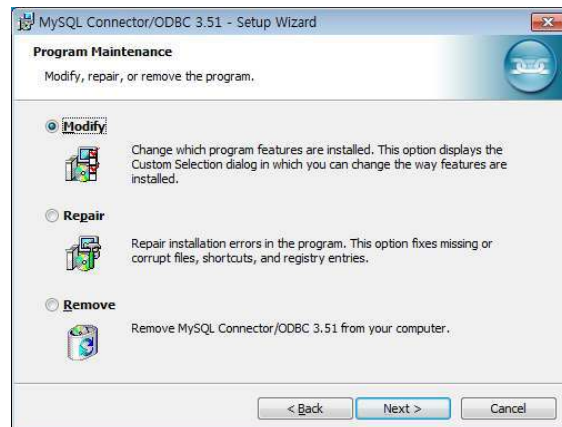 MySQL Connector/ODBC 3.51 - Setup Wizard
Program Maintenance
Modify, repair, or remove the program.
Modify
Change which program features are installed. This option displays the
Custom Selection dialog in which you can change the way features are
installed.
Repair
Repair installation errors in the program. This option fixes missing or
corrupt files, shortcuts, and registry entries.
Remove
Remove MySQL Connector/ODBC 3.51 from your computer.
< Back Next > Cancel